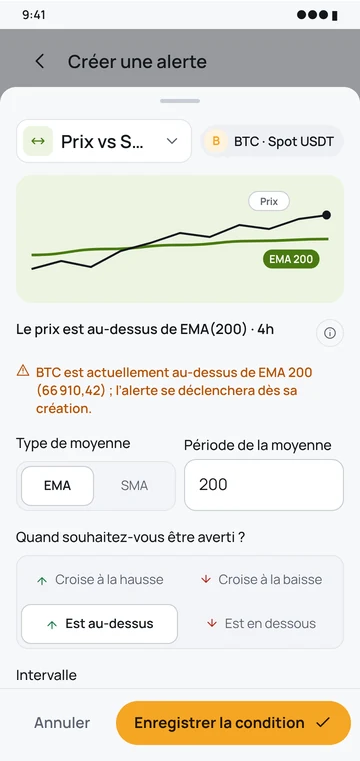 9:41
Créer une alerte
Prix vs S...
B BTC · Spot USDT
Prix
EMA 200
Le prix est au-dessus de EMA(200) · 4h
BTC est actuellement au-dessus de EMA 200
(66 910,42) ; l'alerte se déclenchera dès sa
création.
Type de moyenne
Période de la moyenne
EMA
SMA
200
Quand souhaitez-vous être averti ?
Croise à la hausse
Croise à la baisse
Est au-dessus
Est en dessous
Intervalle
Annuler
Enregistrer la condition